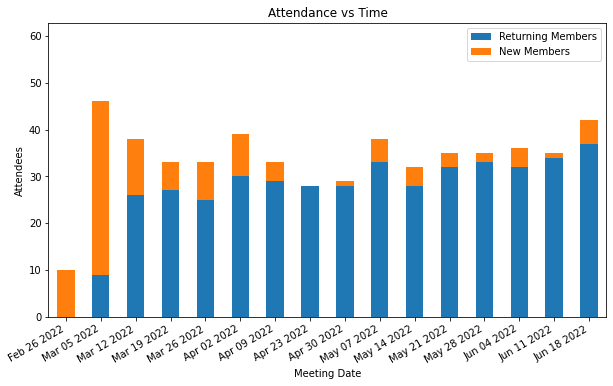 Attendance vs Time
Returning Members
New Members
60
50
40
30
20
10
0
Attendees
Feb 26 2022
Mar 05 2022
Mar 12 2022
Mar 19 2022
Mar 26 2022
Apr 02 2022
Apr 09 2022
Apr 23 2022
Apr 30 2022
May 07 2022
May 14 2022
May 21 2022
May 28 2022
Jun 04 2022
Jun 11 2022
Jun 18 2022
Meeting Date